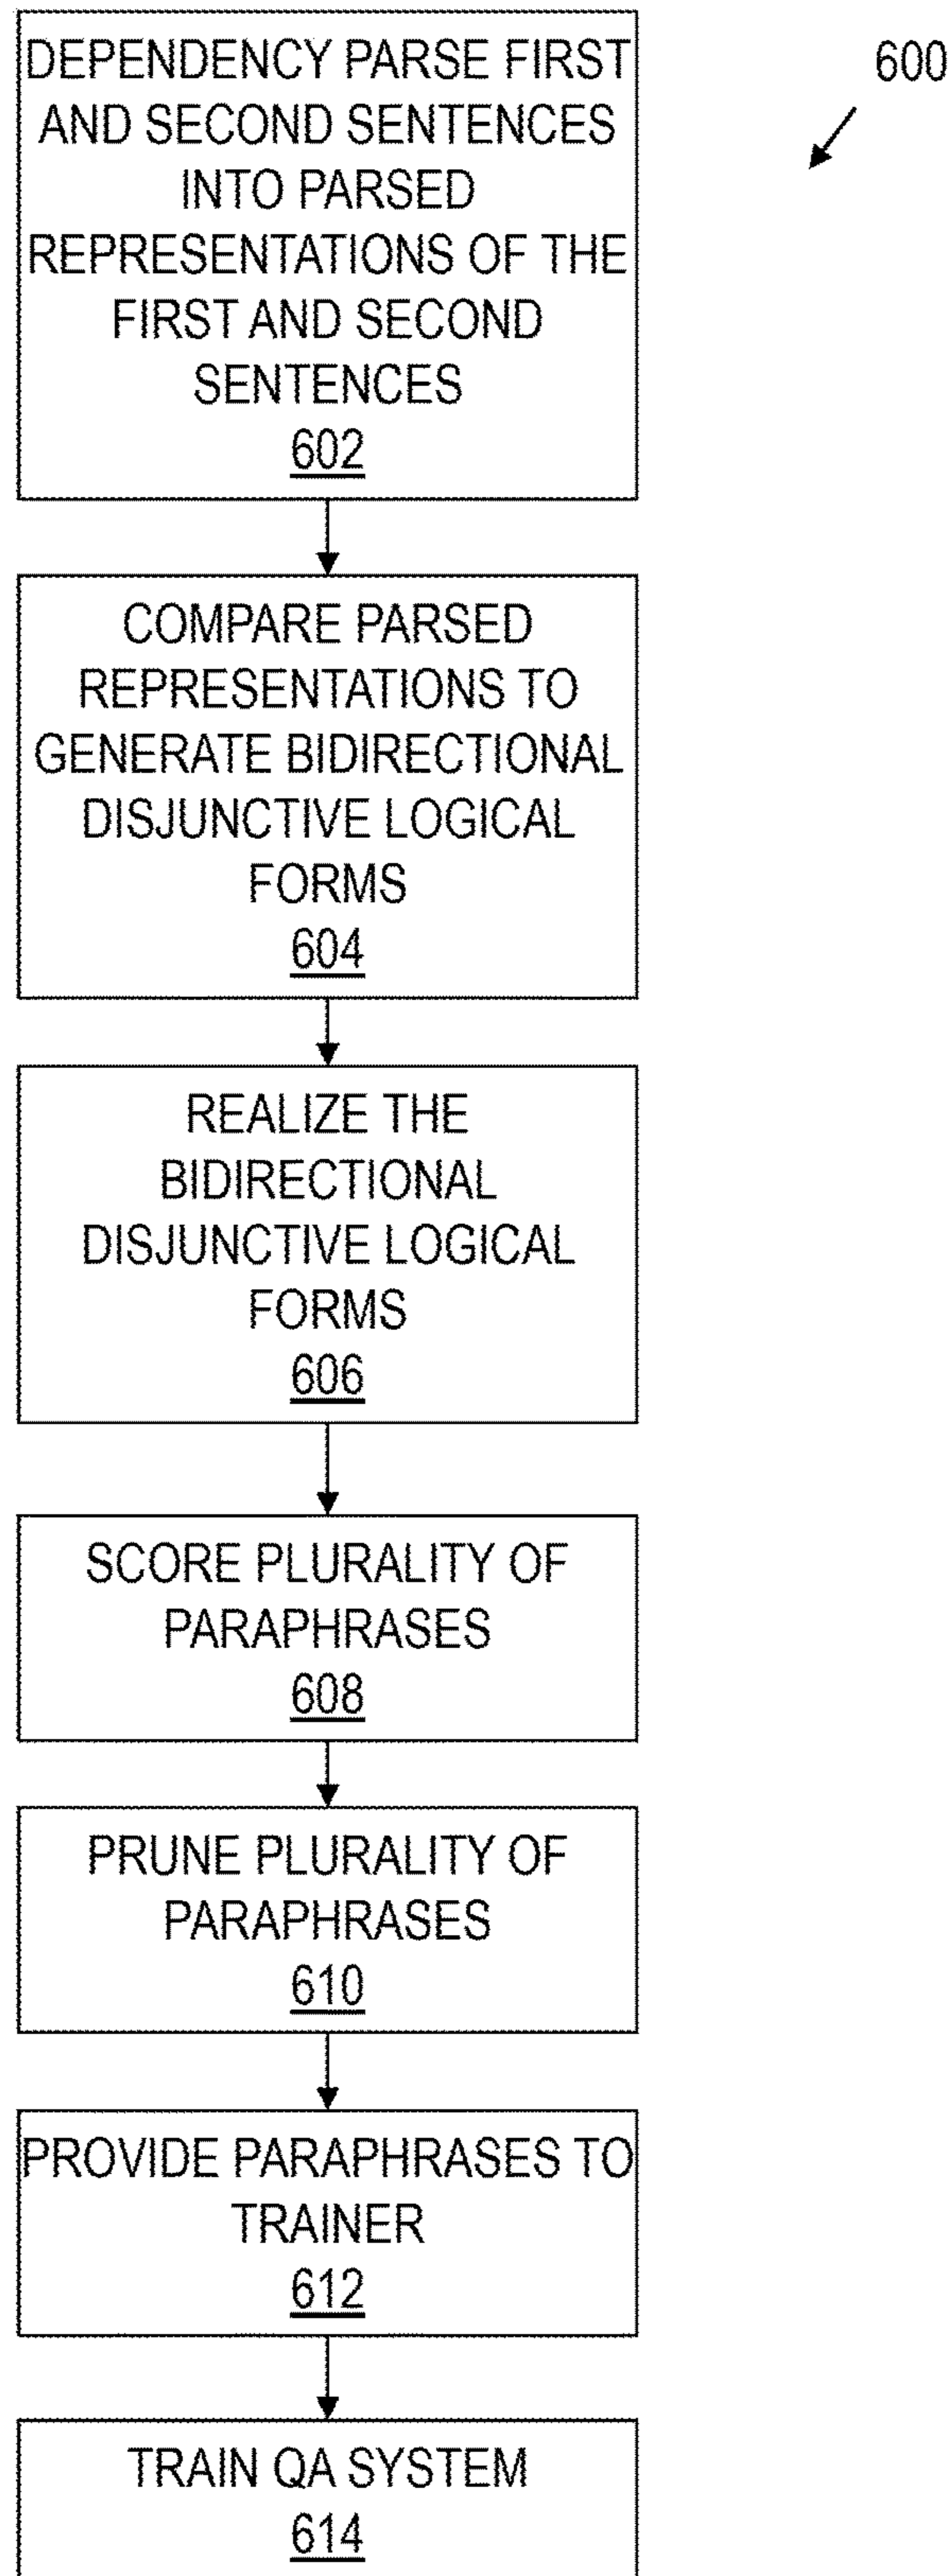 600
DEPENDENCY PARSE FIRST
AND SECOND SENTENCES
INTO PARSED
REPRESENTATIONS OF THE
FIRST AND SECOND
SENTENCES
602
COMPARE PARSED
REPRESENTATIONS TO
GENERATE BIDIRECTIONAL
DISJUNCTIVE LOGICAL
FORMS
604
REALIZE THE
BIDIRECTIONAL
DISJUNCTIVE LOGICAL
FORMS
606
SCORE PLURALITY OF
PARAPHRASES
608
PRUNE PLURALITY OF
PARAPHRASES
610
PROVIDE PARAPHRASES TO
TRAINER
612
TRAIN QA SYSTEM
614